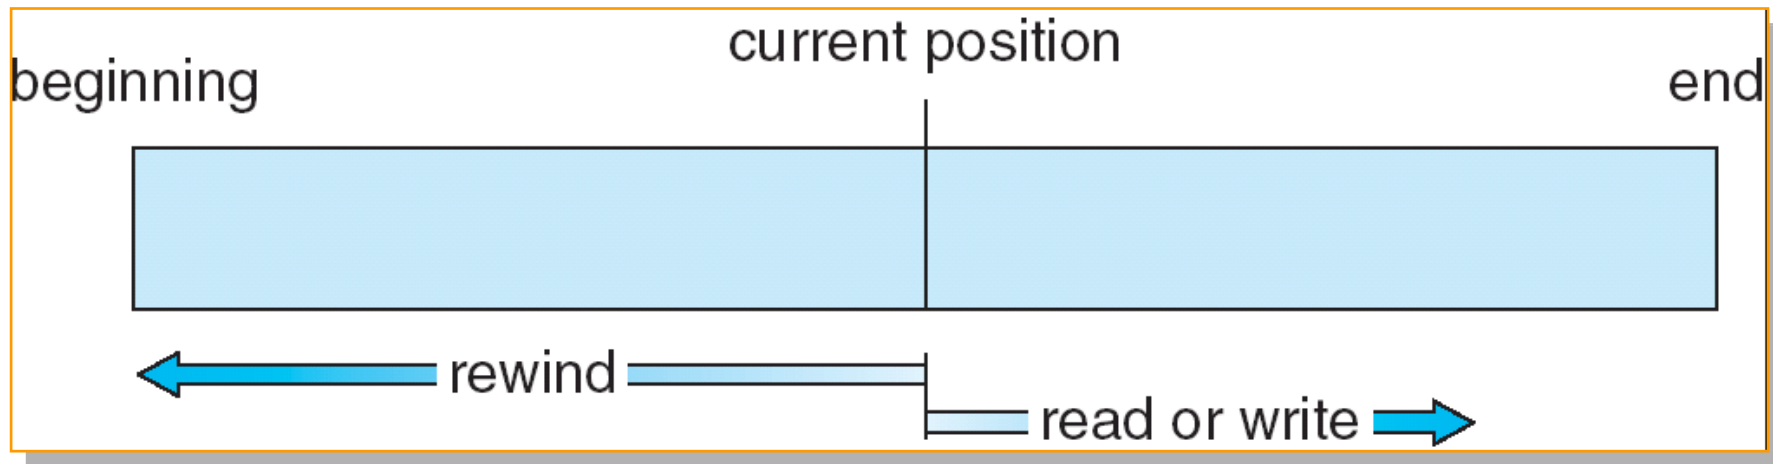 current position
beginning
end
rewind
read or write